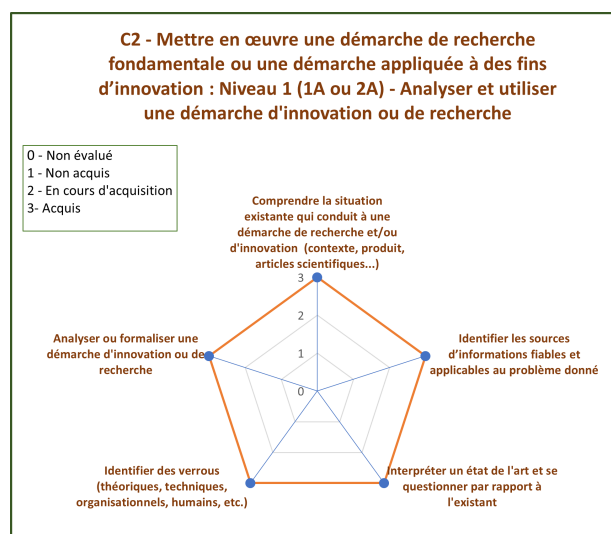 C2 - Mettre en œuvre une démarche de recherche
fondamentale ou une démarche appliquée à des fins
d’innovation : Niveau 1 (1A ou 2A) - Analyser et utiliser
une démarche d'innovation ou de recherche
0 - Non évalué
1 - Non acquis
2 - En cours d'acquisition
3- Acquis
Comprendre la situation
existante qui conduit à une
démarche de recherche et/ou
d'innovation (contexte, produit,
articles scientifiques...)
3
2
1
0
Identifier les sources
d’informations fiables et
applicables au problème donné
Interpréter un état de l'art et se
questionner par rapport à
l'existant
Identifier des verrous
(théoriques, techniques,
organisationnels, humains, etc.)
Analyser ou formaliser une
démarche d'innovation ou de
recherche